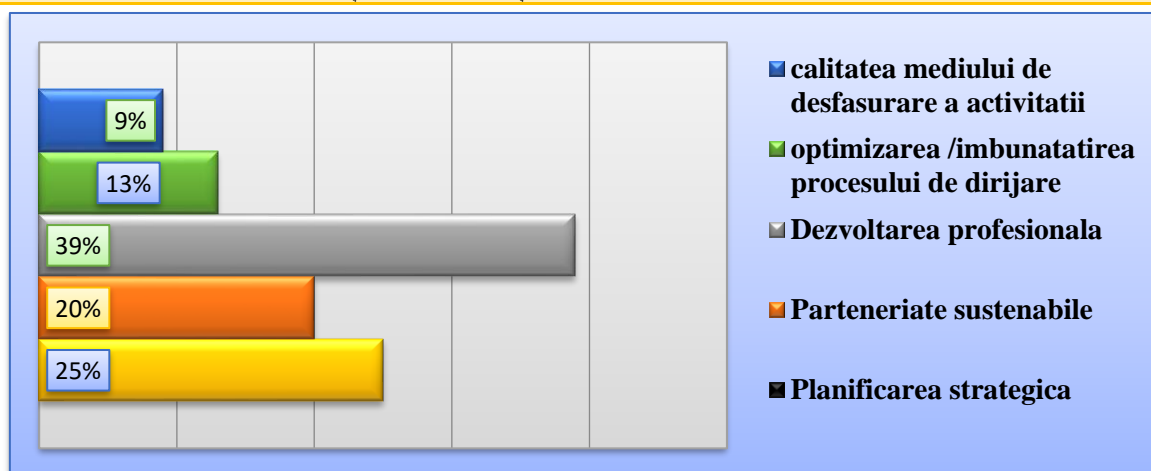 9%
13%
39%
20%
25%
calitatea mediului de
desfasurare a activitatii
optimizarea /imbunatatirea
procesului de dirijare
Dezvoltarea profesionala
Parteneriate sustenabile
Planificarea strategica